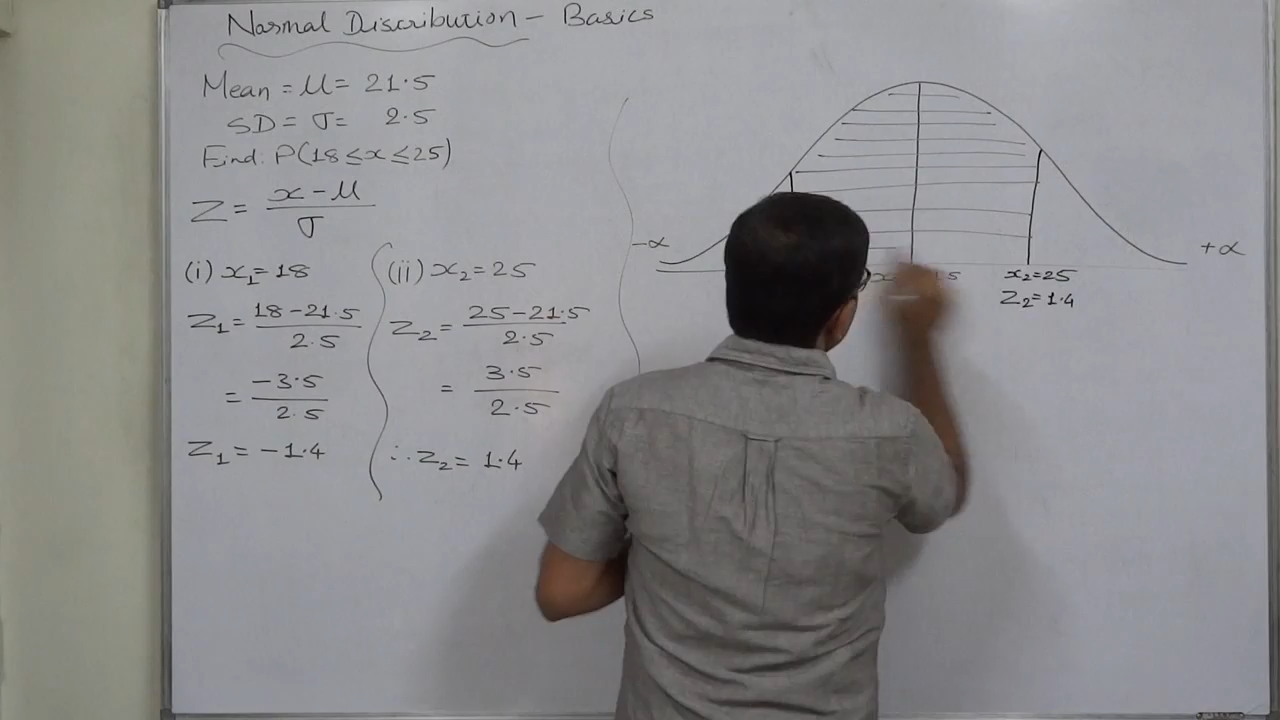 Normal Distribution - Basics
Mean = μ = 21.5
SD = σ = 2.5
Find: P(18 ≤ x ≤ 25)
Z = (x - μ)/σ
(i) x₁ = 18
Z₁ = (18 - 21.5)/2.5
= -3.5/2.5
Z₁ = -1.4
(ii) x₂ = 25
Z₂ = (25 - 21.5)/2.5
= 3.5/2.5
∴ Z₂ = 1.4
-α
+α
x₂=25
Z₂=1.4